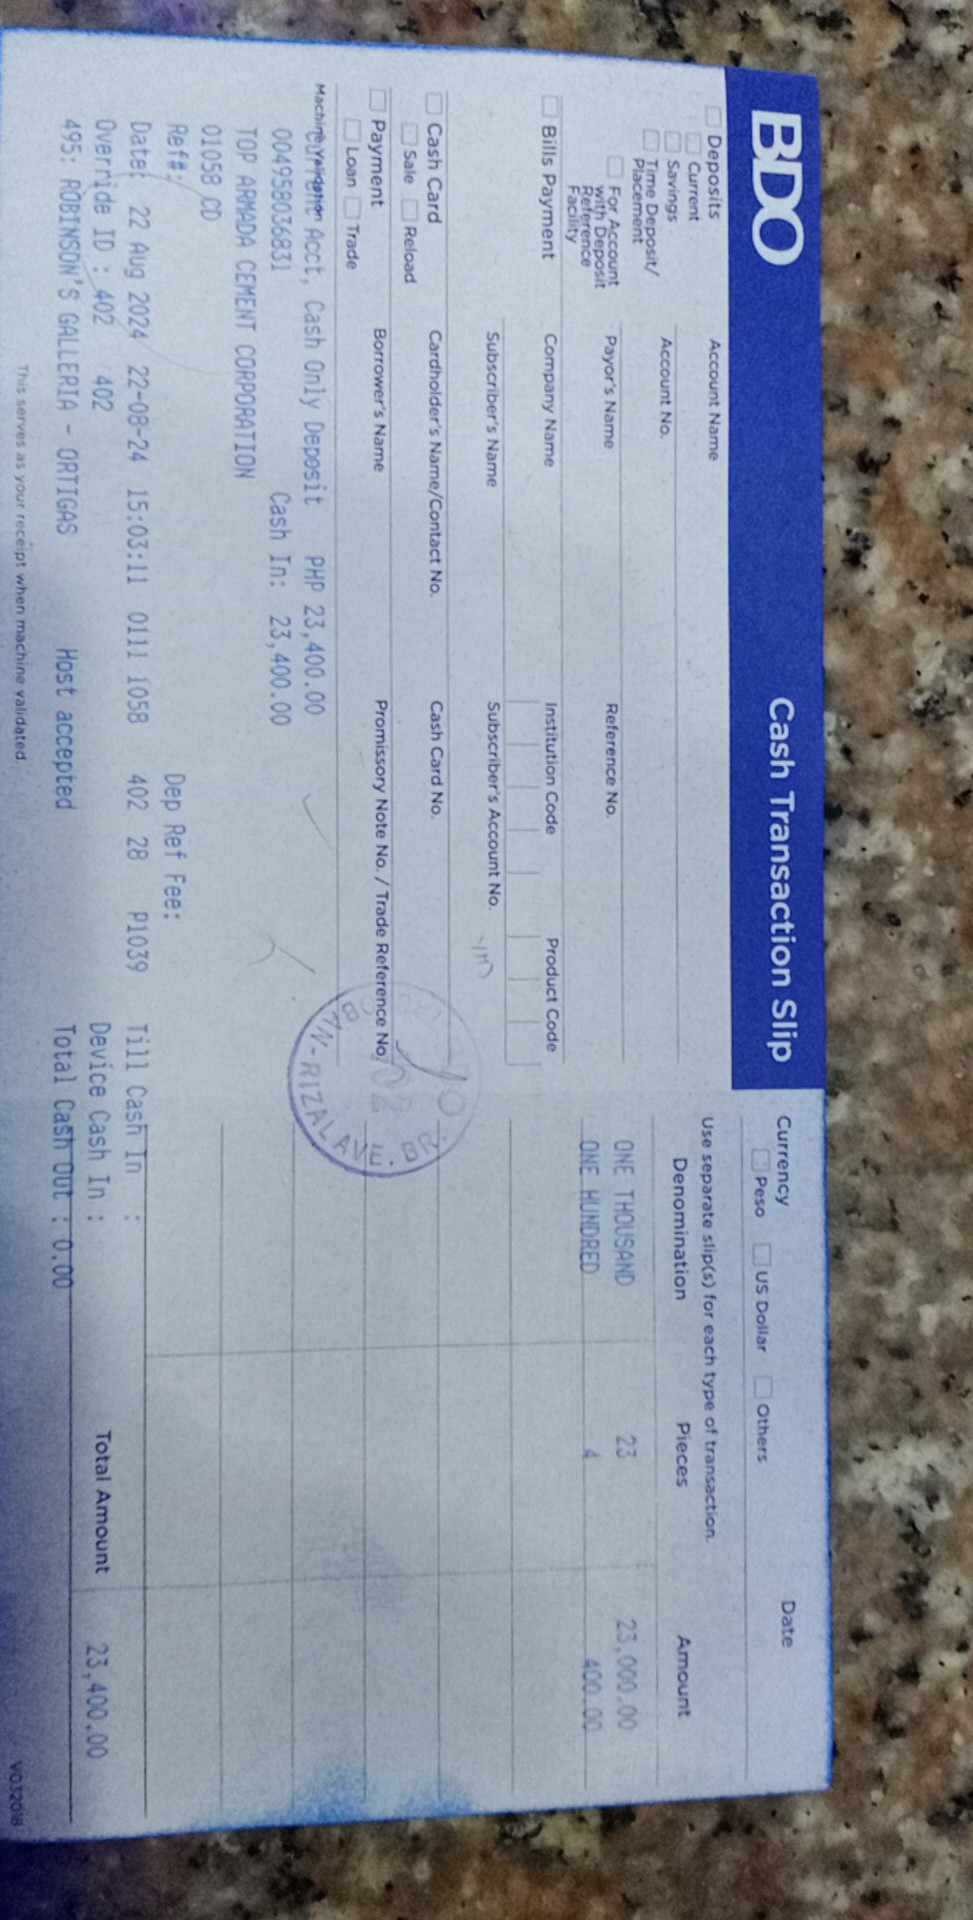 BDO
Cash Transaction Slip
Deposits
Current
Savings
Time Deposit/
Placement
For Account
with Deposit
Reference
Facility
Account Name
Account No.
Payor's Name
Reference No.
Bills Payment
Company Name
Institution Code
Product Code
Subscriber's Name
Subscriber's Account No.
Cash Card
Sale
Reload
Cardholder's Name/Contact No.
Cash Card No.
Payment
Loan
Trade
Borrower's Name
Promissory Note No. / Trade Reference No.
Currency
Peso
US Dollar
Others
Date
Use separate slip(s) for each type of transaction.
Denomination Pieces Amount
ONE THOUSAND 23 23,000.00
ONE HUNDRED 4 400.00
Machine Validation
Current Acct, Cash Only Deposit PHP 23,400.00
004958036831 Cash In: 23,400.00
TOP ARMADA CEMENT CORPORATION
01058 CD
Ref#: Dep Ref Fee:
Date: 22 Aug 2024 22-08-24 15:03:11 0111 1058 402 28 P1039 Till Cash In :
Override ID : 402 402 Device Cash In :
495: ROBINSON'S GALLERIA - ORTIGAS Host accepted Total Cash Out : 0.00
Total Amount 23,400.00
This serves as your receipt when machine validated.
V032018
RIZAL AVE. BR.